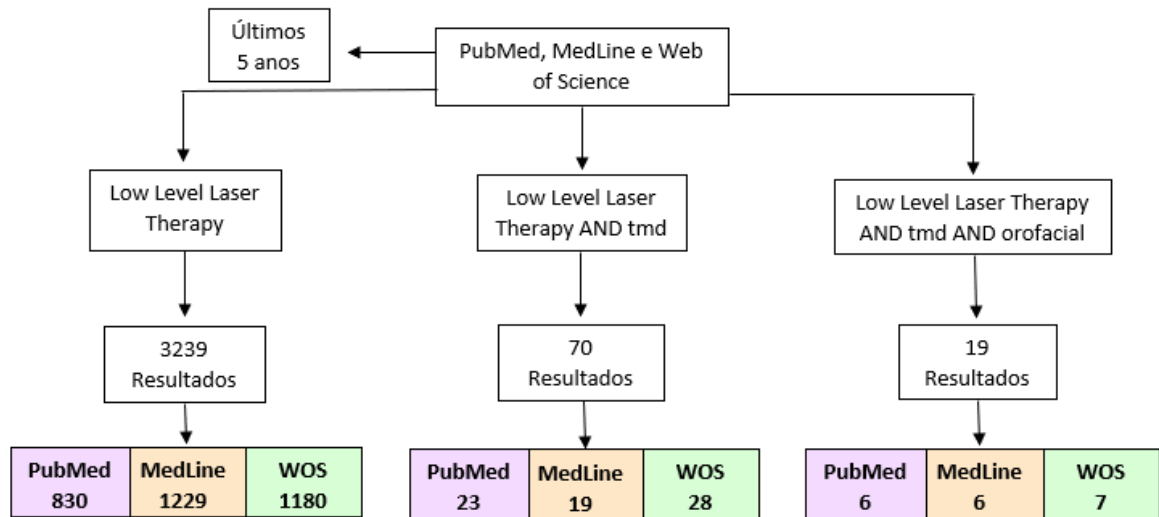 Últimos
5 anos
PubMed, MedLine e Web
of Science
Low Level Laser
Therapy
Low Level Laser
Therapy AND tmd
Low Level Laser Therapy
AND tmd AND orofacial
3239
Resultados
70
Resultados
19
Resultados
PubMed
830
MedLine
1229
WOS
1180
PubMed
23
MedLine
19
WOS
28
PubMed
6
MedLine
6
WOS
7